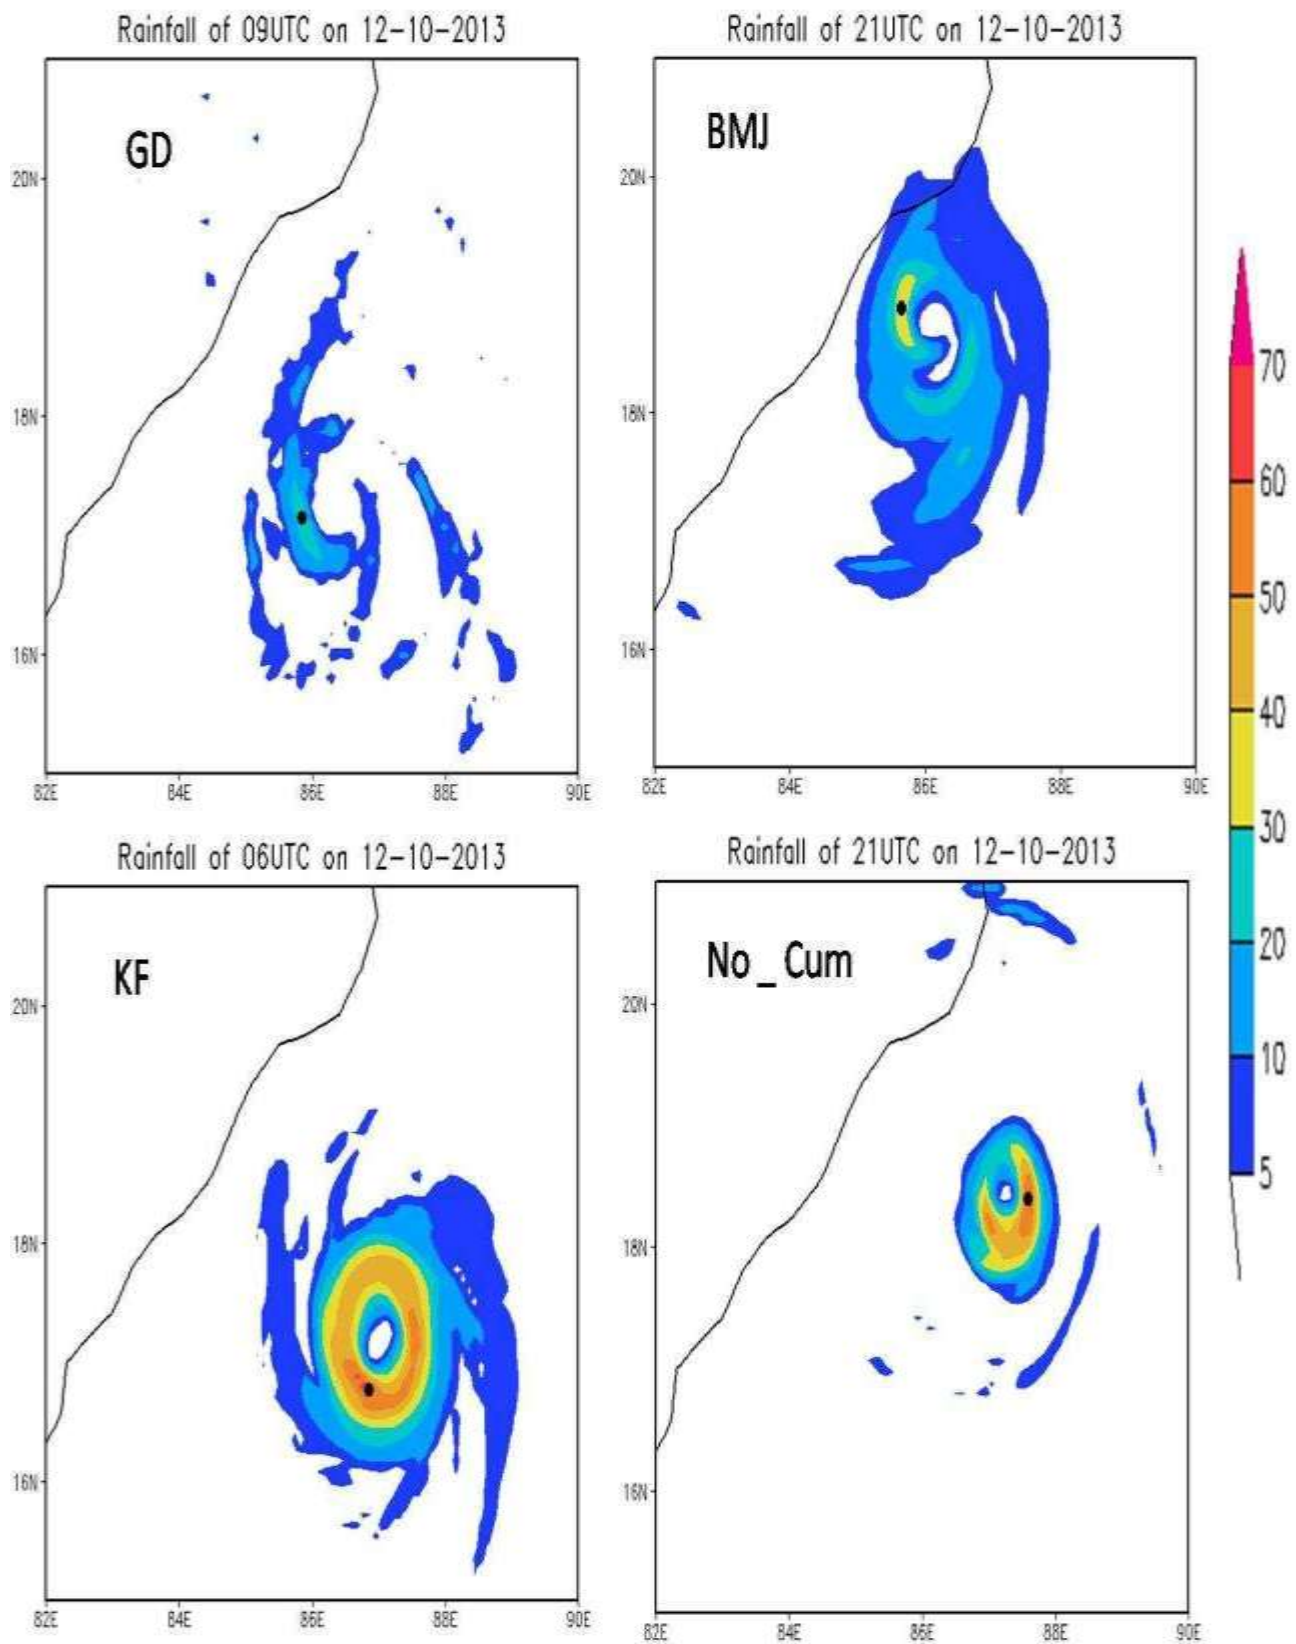 Rainfall of 09UTC on 12-10-2013
GD
20N
18N
16N
82E 84E 86E 88E 90E
Rainfall of 21UTC on 12-10-2013
BMJ
20N
18N
16N
82E 84E 86E 88E 90E
Rainfall of 06UTC on 12-10-2013
KF
20N
18N
16N
82E 84E 86E 88E 90E
Rainfall of 21UTC on 12-10-2013
No_Cum
20N
18N
16N
82E 84E 86E 88E 90E
70
60
50
40
30
20
10
5